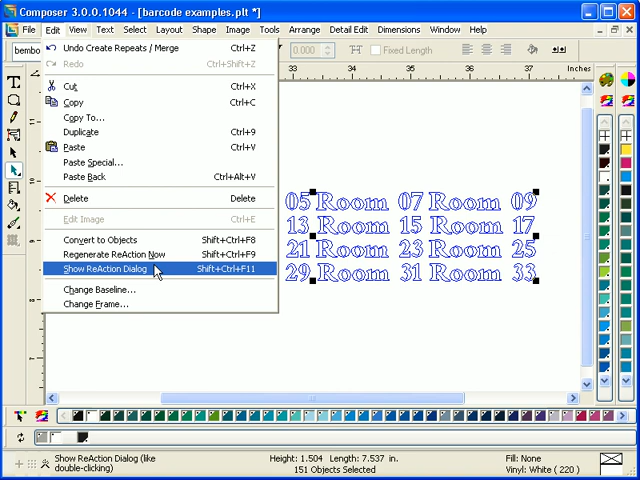 Composer 3.0.0.1044 - [barcode examples.plt *]
File Edit View Text Select Layout Shape Image Tools Arrange Detail Edit Dimensions Window Help
bembo 0.000 Fixed Length
Undo Create Repeats / Merge Ctrl+Z
Redo Ctrl+Shift+Z
Cut Ctrl+X
Copy Ctrl+C
Copy To...
Duplicate Ctrl+9
Paste Ctrl+V
Paste Special...
Paste Back Ctrl+Alt+V
Delete Delete
Edit Image Ctrl+E
Convert to Objects Shift+Ctrl+F8
Regenerate ReAction Now Shift+Ctrl+F9
Show ReAction Dialog Shift+Ctrl+F11
Change Baseline...
Change Frame...
33 34 35 36 37 Inches
11
9
8
7
05 Room 07 Room 09
13 Room 15 Room 17
21 Room 23 Room 25
29 Room 31 Room 33
Show ReAction Dialog (like
double-clicking)
Height: 1.504 Length: 7.537 in.
151 Objects Selected
Fill: None
Vinyl: White ( 220 )